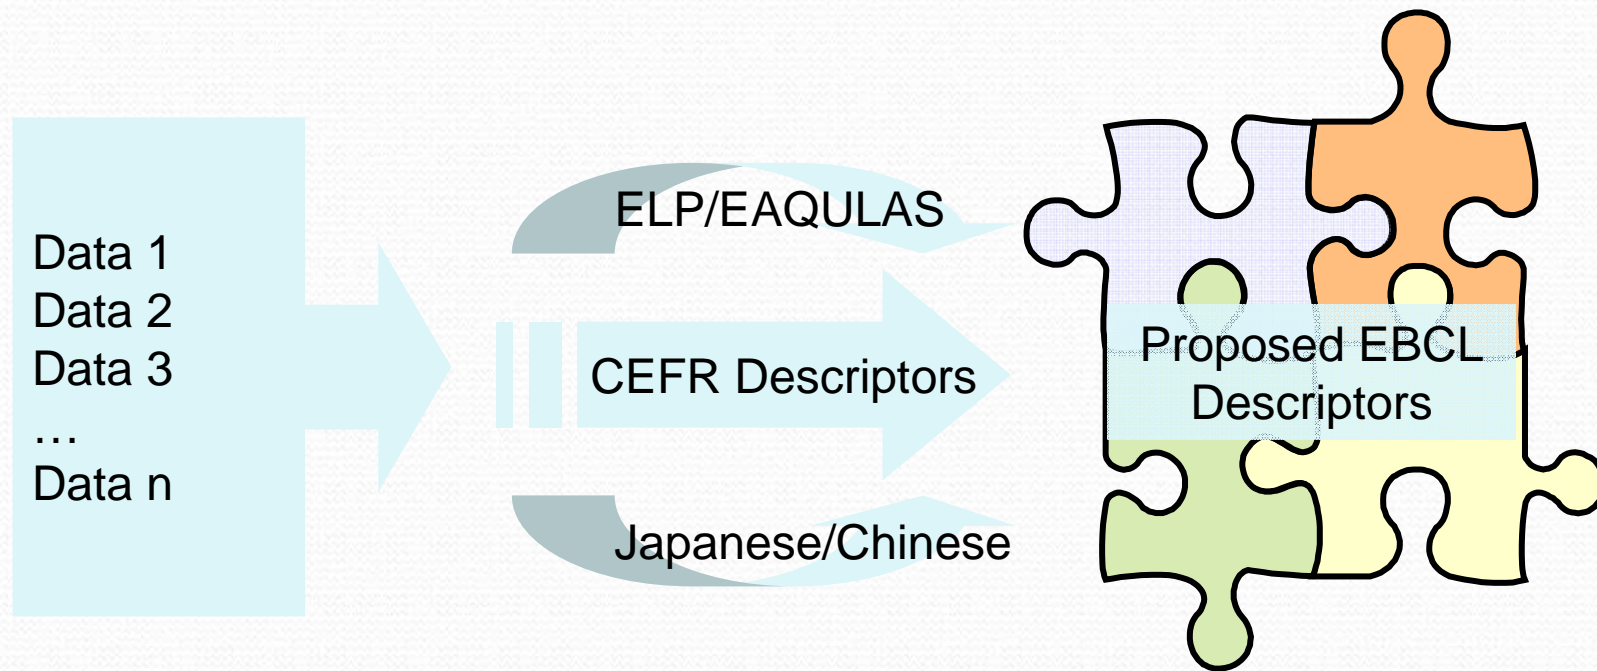 Data 1
Data 2
Data 3
…
Data n
ELP/EAQULAS
CEFR Descriptors
Japanese/Chinese
Proposed EBCL
Descriptors